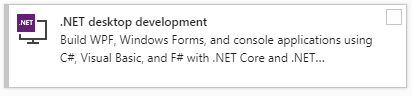 .NET
.NET desktop development
Build WPF, Windows Forms, and console applications using
C#, Visual Basic, and F# with .NET Core and .NET...